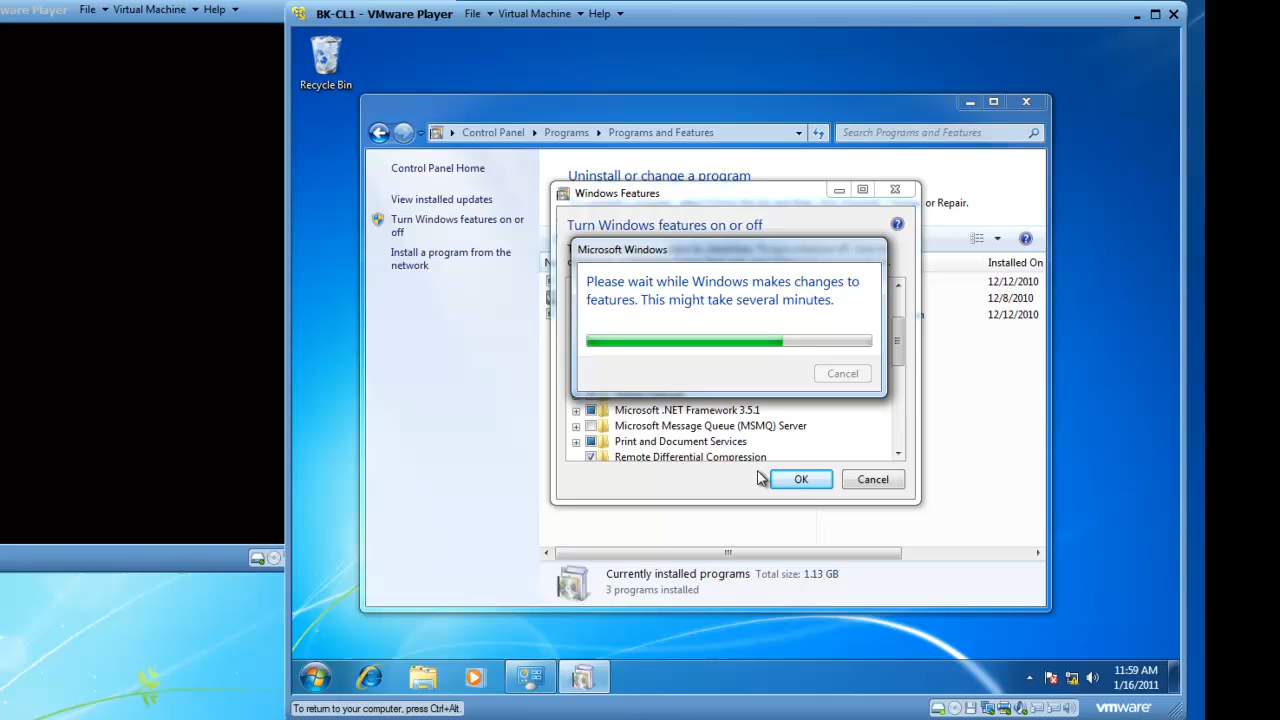 ware Player File Virtual Machine Help
BK-CL1 - VMware Player File Virtual Machine Help
Recycle Bin
Control Panel Programs Programs and Features Search Programs and Features
Control Panel Home
View installed updates
Turn Windows features on or
off
Install a program from the
network
Uninstall or change a program
or Repair.
Installed On
12/12/2010
12/8/2010
12/12/2010
Windows Features
Turn Windows features on or off
Microsoft Windows
Please wait while Windows makes changes to
features. This might take several minutes.
Cancel
Microsoft .NET Framework 3.5.1
Microsoft Message Queue (MSMQ) Server
Print and Document Services
Remote Differential Compression
OK Cancel
Currently installed programs Total size: 1.13 GB
3 programs installed
11:59 AM
1/16/2011
To return to your computer, press Ctrl+Alt.
vmware